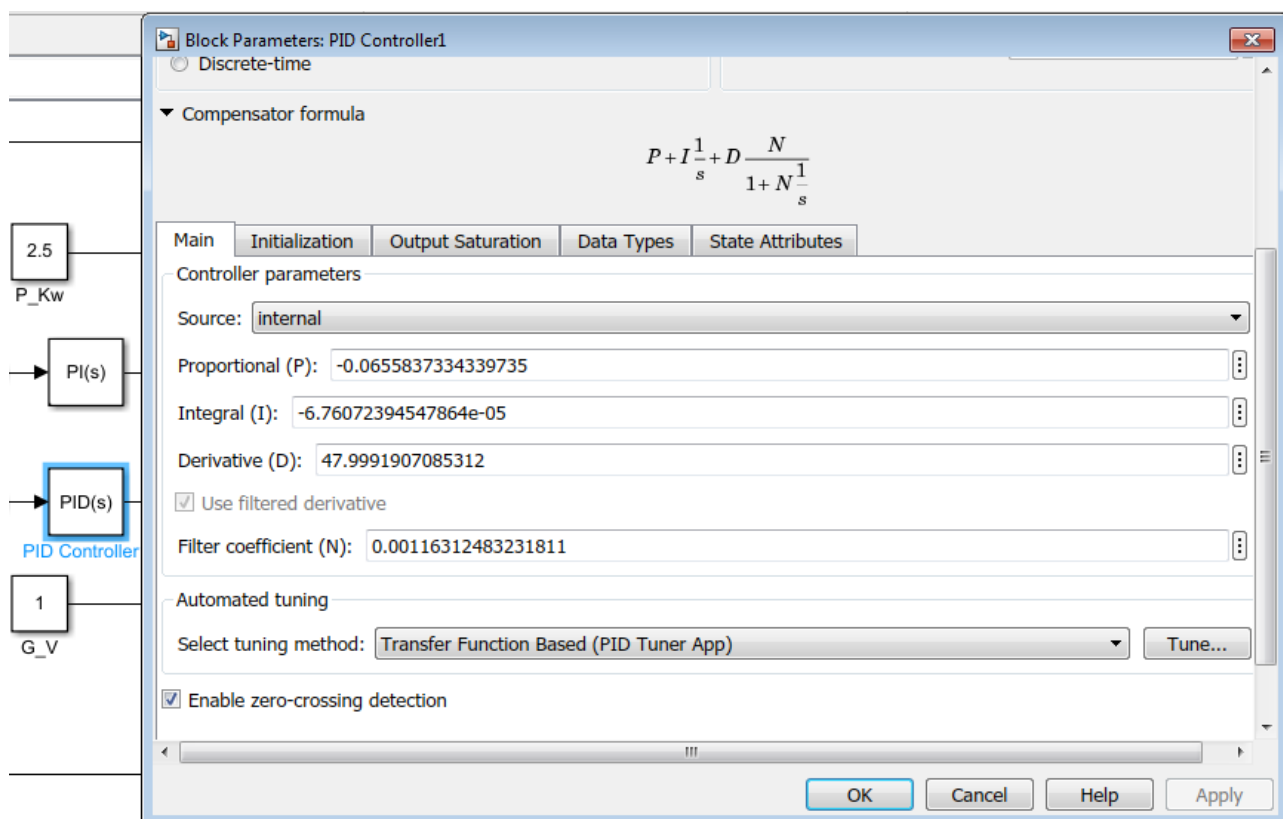 Block Parameters: PID Controller1
Discrete-time
Compensator formula
P + I 1/s + D N/(1 + N 1/s)
Main Initialization Output Saturation Data Types State Attributes
Controller parameters
Source: internal
Proportional (P): -0.0655837334339735
Integral (I): -6.76072394547864e-05
Derivative (D): 47.9991907085312
Use filtered derivative
Filter coefficient (N): 0.00116312483231811
Automated tuning
Select tuning method: Transfer Function Based (PID Tuner App) Tune...
Enable zero-crossing detection
OK Cancel Help Apply
2.5
P_Kw
PI(s)
PID(s)
PID Controller
1
G_V